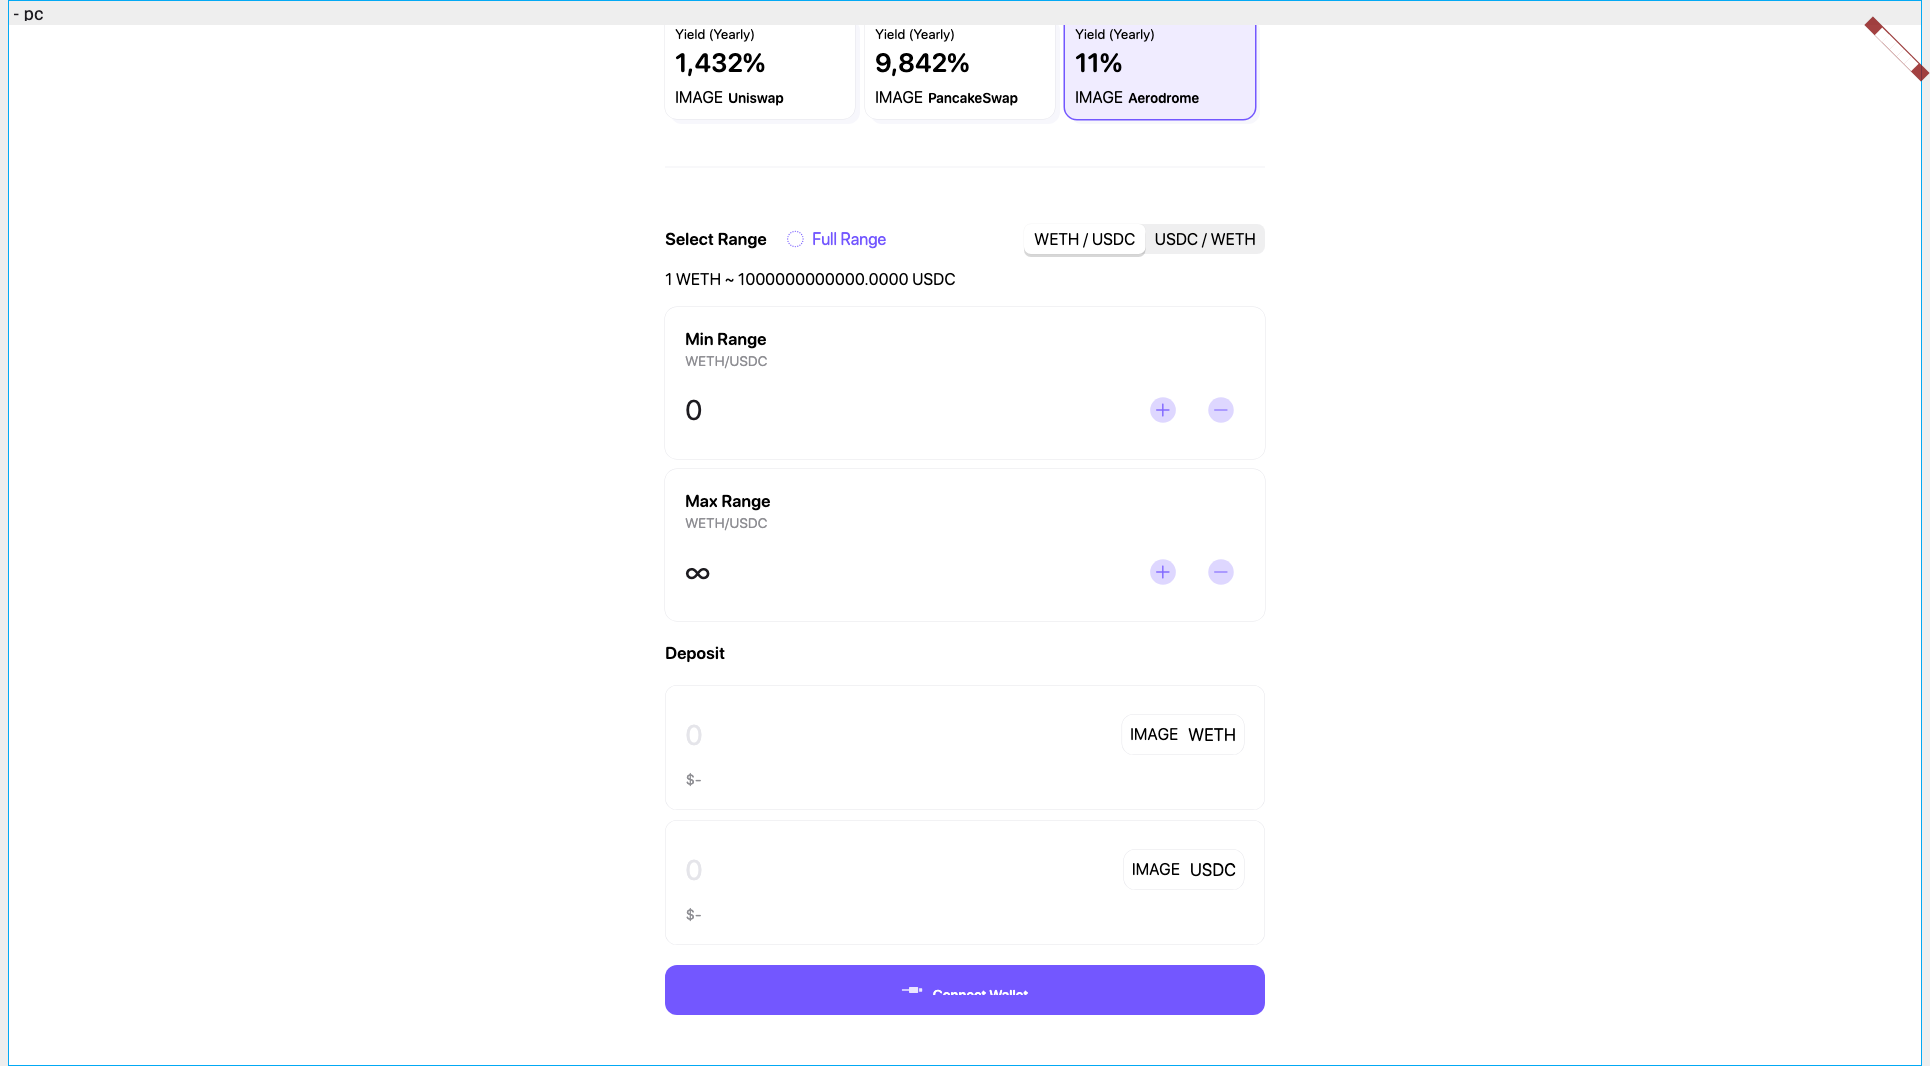 - pc
Yield (Yearly) Yield (Yearly) Yield (Yearly)
1,432% 9,842% 11%
IMAGE Uniswap IMAGE PancakeSwap IMAGE Aerodrome
Select Range Full Range WETH / USDC USDC / WETH
1 WETH ~ 1000000000000.0000 USDC
Min Range
WETH/USDC
0
Max Range
WETH/USDC
∞
Deposit
0 IMAGE WETH
$-
0 IMAGE USDC
$-
Connect Wallet